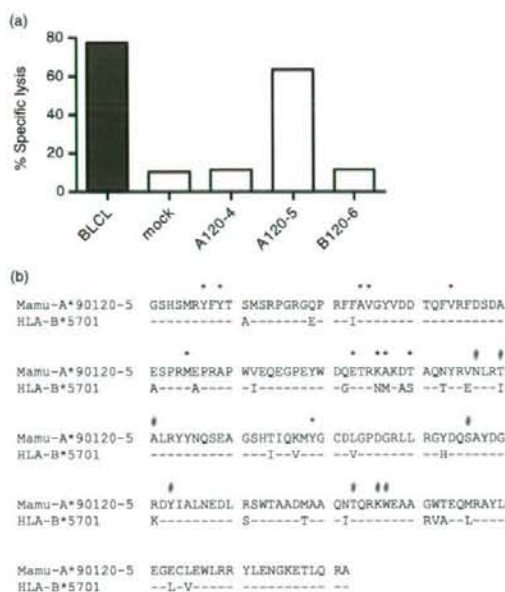 (a)
% Specific lysis
80
60
40
20
0
BLCL
mock
A120-4
A120-5
B120-6
(b)
* * * * *
Mamu-A*90120-5 GSHSMRYFYT SMSRPGRGQP RFFAVGYVDD TQFVRFDSDA
HLA-B*5701 ---------- A-------E- --I------- ----------
* * ** * # #
Mamu-A*90120-5 ESPRMEPRAP WVEQEGPEYW DQETRKAKDT AQNYRVNLRT
HLA-B*5701 A----A---- -I-------- -G---NM-AS --T--E---I
# * #
Mamu-A*90120-5 ALRYYNQSEA GSHTIQKMYG CDLGPDGRLL RGYDQSAYDG
HLA-B*5701 ---------- ---I--V--- --V------- --H-------
# # ##
Mamu-A*90120-5 RDYIALNEDL RSWTAADMAA QNTQRKWEAA GWTEQMRAYL
HLA-B*5701 K--------- S------T-- -I-------- RVA--L----
Mamu-A*90120-5 EGECLEWLRR YLENGKETLQ RA
HLA-B*5701 --L-V----- ---------- --